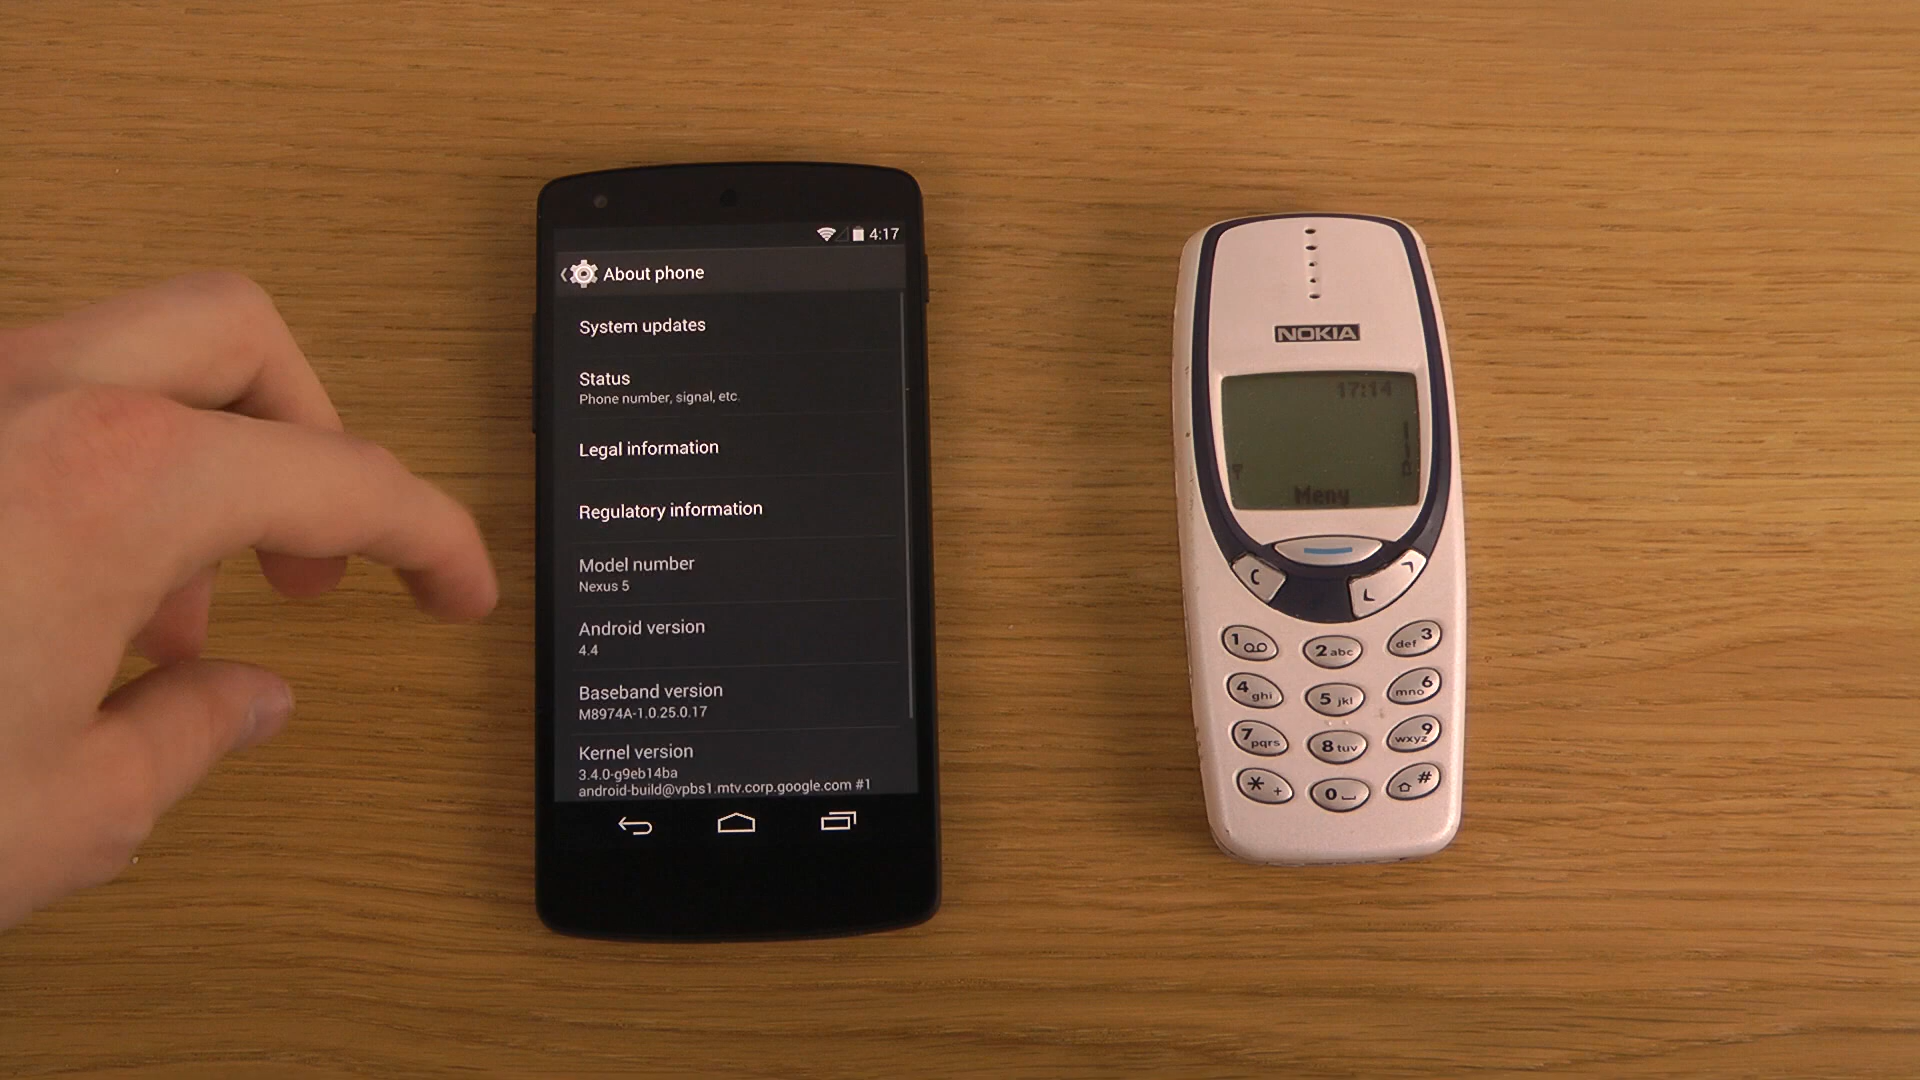 4:17
About phone
System updates
Status
Phone number, signal, etc.
Legal information
Regulatory information
Model number
Nexus 5
Android version
4.4
Baseband version
M8974A-1.0.25.0.17
Kernel version
3.4.0-g9eb14ba
android-build@vpbs1.mtv.corp.google.com #1
NOKIA
17:14
Meny
C
1 2 abc def 3
4 ghi 5 jkl mno 6
7 pqrs 8 tuv wxyz 9
* + 0 #